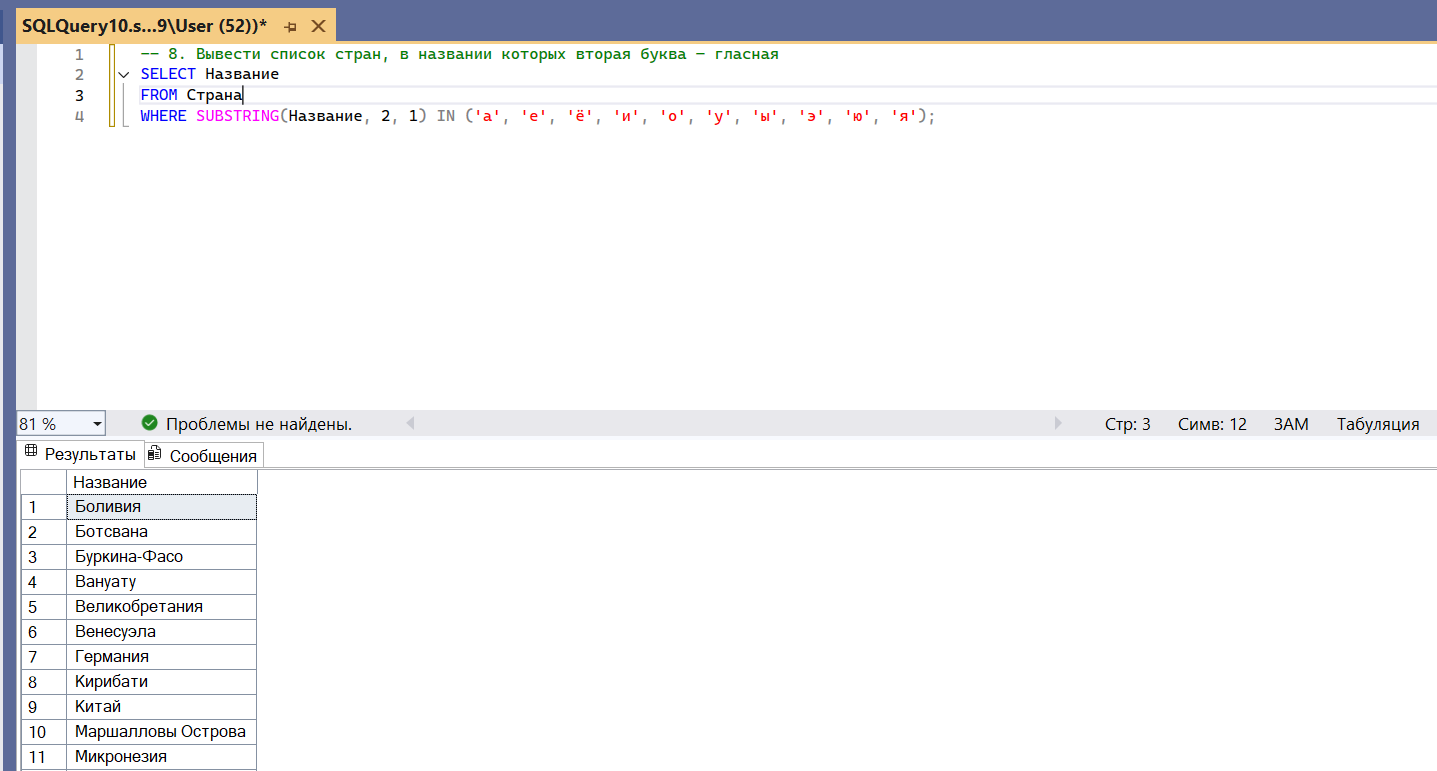 SQLQuery10.s...9\User (52))*
1 -- 8. Вывести список стран, в названии которых вторая буква – гласная
2 SELECT Название
3 FROM Страна
4 WHERE SUBSTRING(Название, 2, 1) IN ('а', 'е', 'ё', 'и', 'о', 'у', 'ы', 'э', 'ю', 'я');
81 % Проблемы не найдены. Стр: 3 Симв: 12 ЗАМ Табуляция
Результаты Сообщения
Название
1 Боливия
2 Ботсвана
3 Буркина-Фасо
4 Вануату
5 Великобретания
6 Венесуэла
7 Германия
8 Кирибати
9 Китай
10 Маршалловы Острова
11 Микронезия